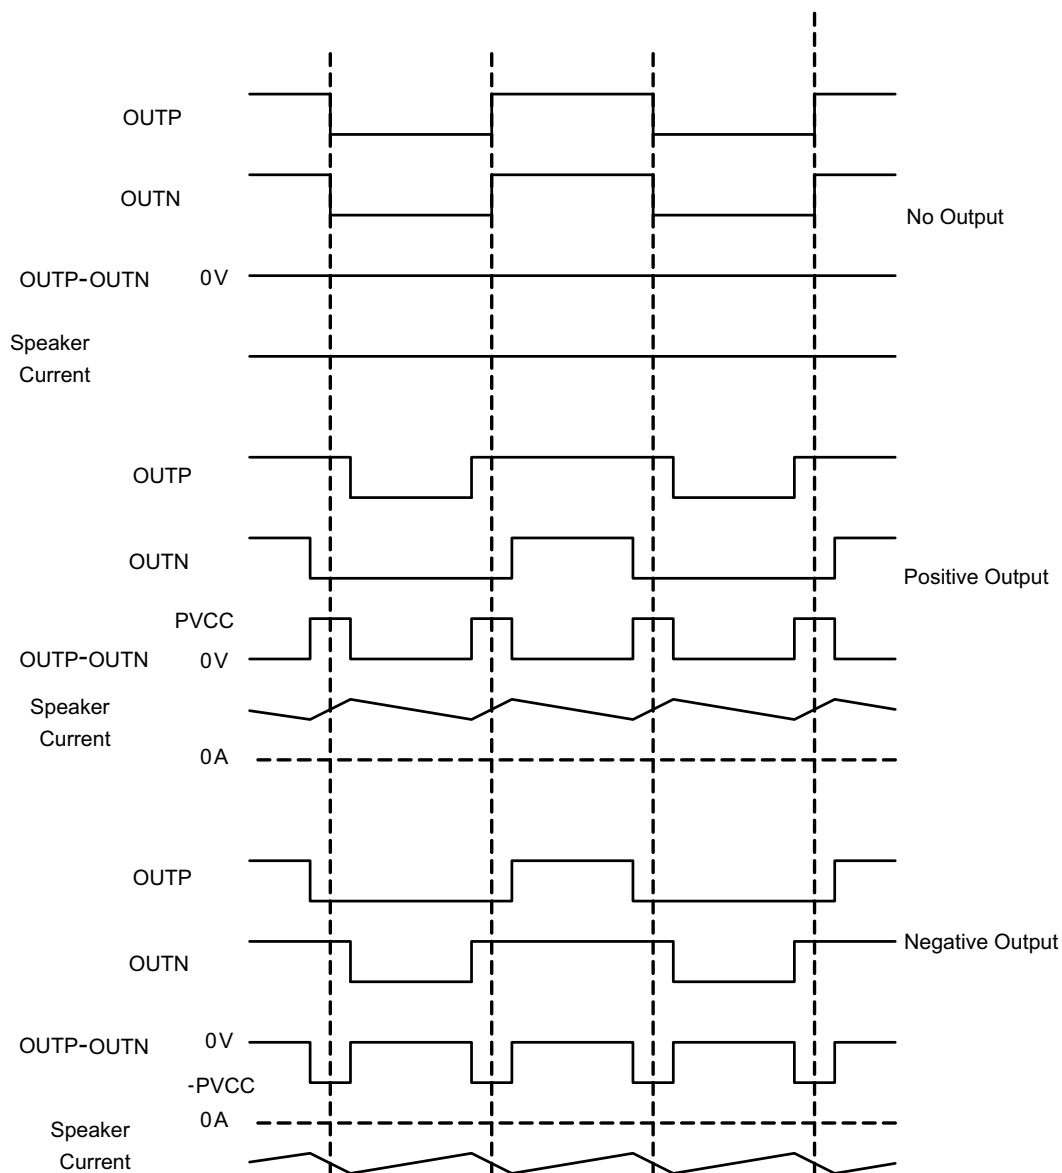 OUTP
OUTN
No Output
OUTP-OUTN 0V
Speaker
Current
OUTP
OUTN
Positive Output
PVCC
OUTP-OUTN 0V
Speaker
Current
0A
OUTP
OUTN
Negative Output
OUTP-OUTN 0V
-PVCC
0A
Speaker
Current